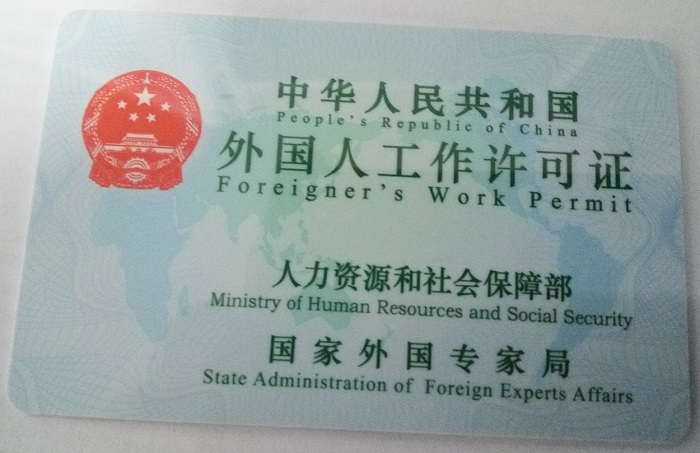 中华人民共和国
People's Republic of China
外国人工作许可证
Foreigner's Work Permit
人力资源和社会保障部
Ministry of Human Resources and Social Security
国家外国专家局
State Administration of Foreign Experts Affairs